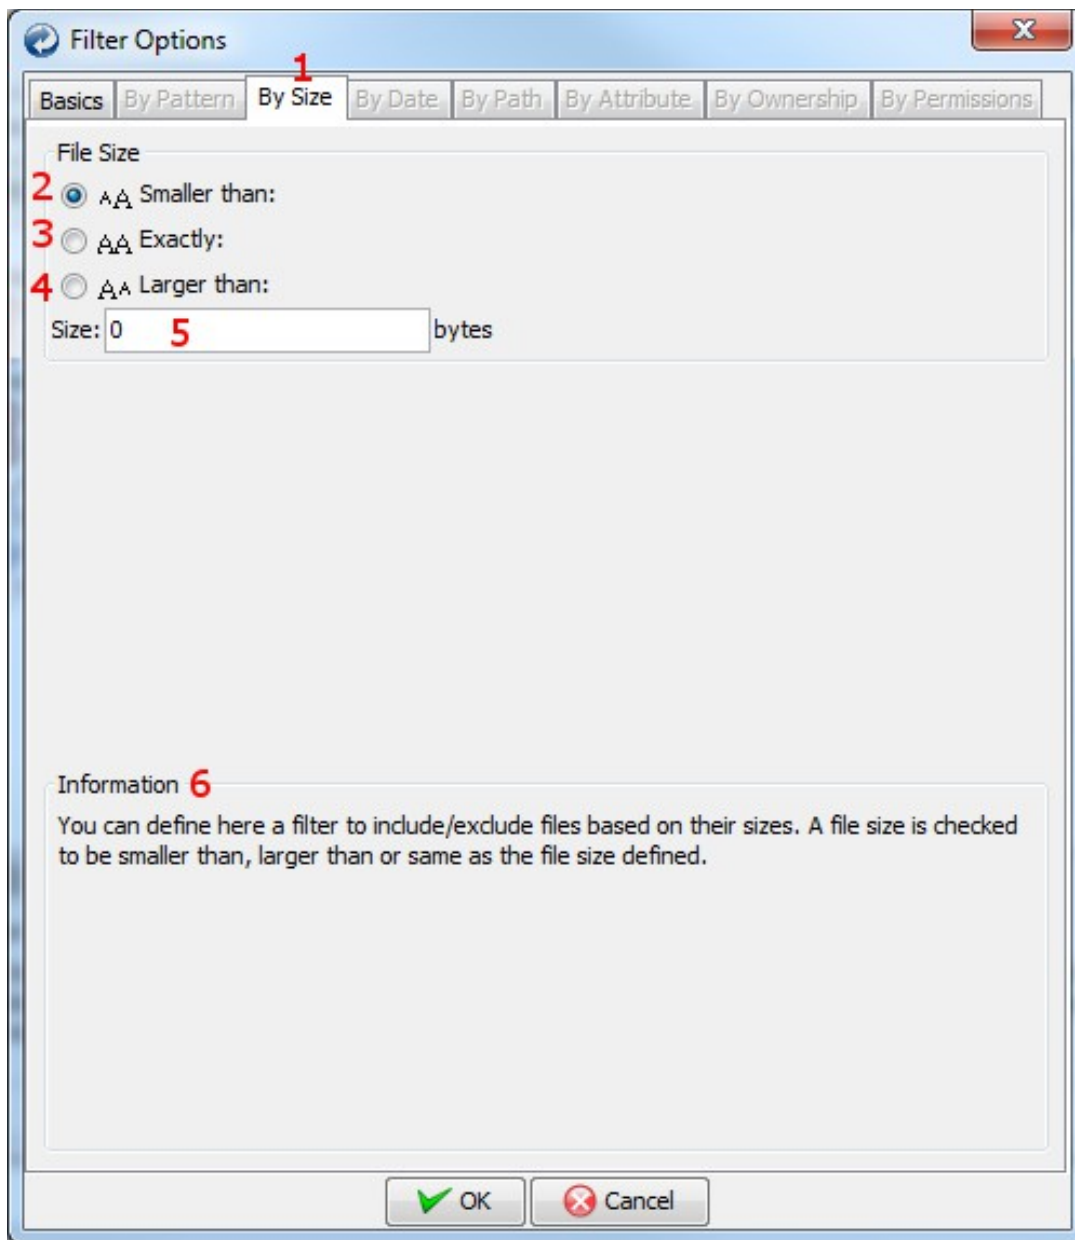 Filter Options
X
1
Basics By Pattern By Size By Date By Path By Attribute By Ownership By Permissions
File Size
2 AA Smaller than:
3 AA Exactly:
4 AA Larger than:
Size: 0 5 bytes
Information 6
You can define here a filter to include/exclude files based on their sizes. A file size is checked
to be smaller than, larger than or same as the file size defined.
OK Cancel